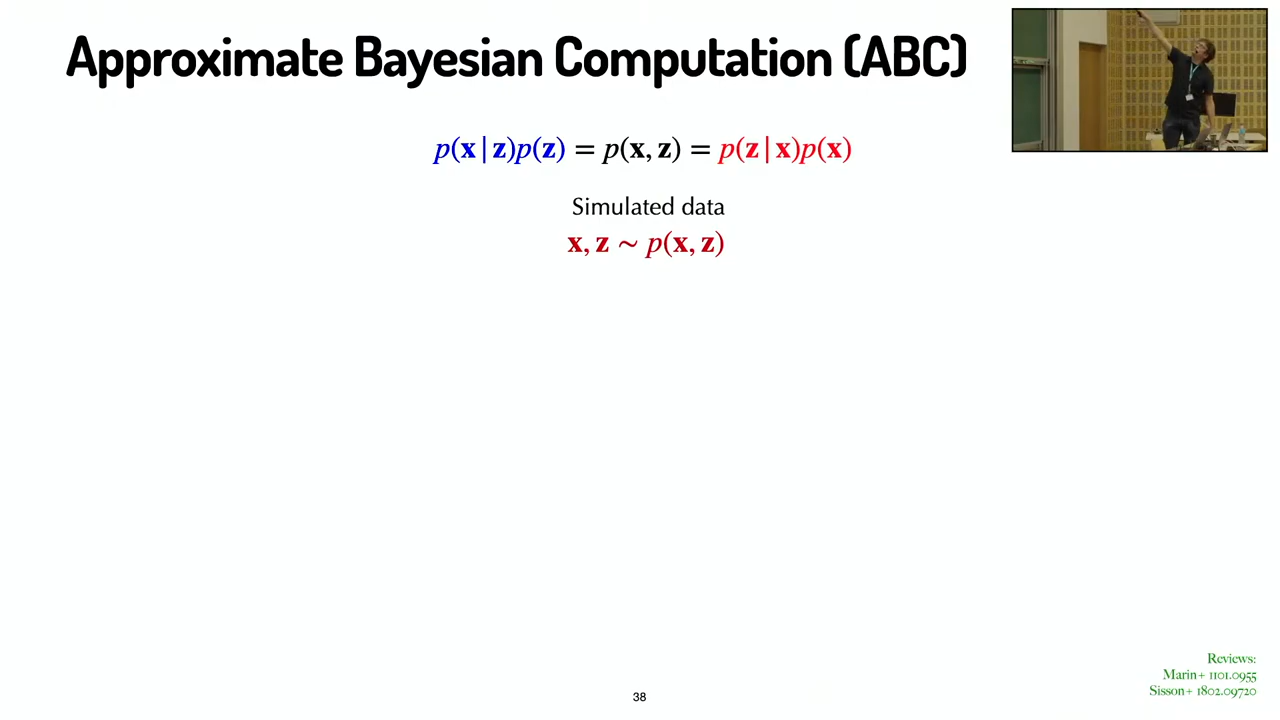 Approximate Bayesian Computation (ABC)
p(x|z)p(z) = p(x, z) = p(z|x)p(x)
Simulated data
x, z ∼ p(x, z)
Reviews:
Marin+ 1101.0955
Sisson+ 1802.09720
38